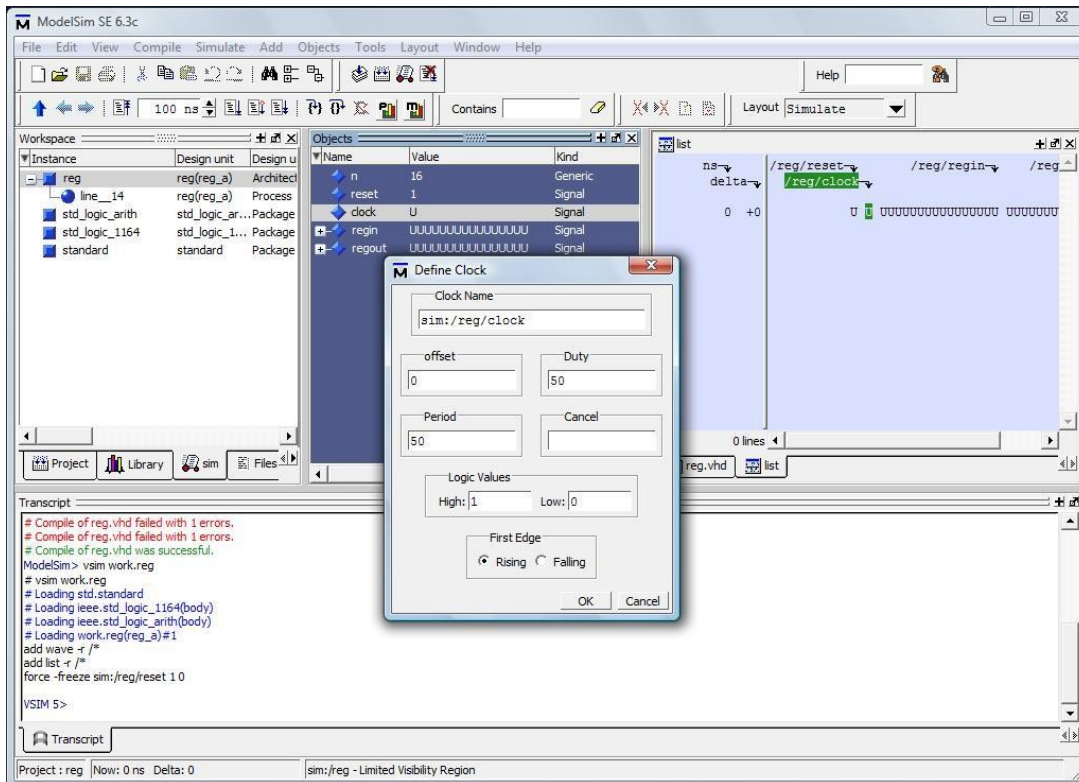 ModelSim SE 6.3c
File Edit View Compile Simulate Add Objects Tools Layout Window Help
Help
100 ns
Contains
Layout Simulate
Workspace
Instance Design unit Design u
reg reg(reg_a) Architect
line__14 reg(reg_a) Process
std_logic_arith std_logic_ar... Package
std_logic_1164 std_logic_1... Package
standard standard Package
Project Library sim Files
Objects
Name Value Kind
n 16 Generic
reset 1 Signal
clock U Signal
regin UUUUUUUUUUUUUUUU Signal
regout UUUUUUUUUUUUUUUU Signal
list
ns /reg/reset /reg/regin /reg
delta /reg/clock
0 +0 U U UUUUUUUUUUUUUUUU UUUUUUU
0 lines
reg.vhd list
Define Clock
Clock Name
sim:/reg/clock
offset Duty
0 50
Period Cancel
50
Logic Values
High: 1 Low: 0
First Edge
Rising Falling
OK Cancel
Transcript
# Compile of reg.vhd failed with 1 errors.
# Compile of reg.vhd failed with 1 errors.
# Compile of reg.vhd was successful.
ModelSim> vsim work.reg
# vsim work.reg
# Loading std.standard
# Loading ieee.std_logic_1164(body)
# Loading ieee.std_logic_arith(body)
# Loading work.reg(reg_a)#1
add wave -r /*
add list -r /*
force -freeze sim:/reg/reset 1 0
VSIM 5>
Transcript
Project : reg Now: 0 ns Delta: 0 sim:/reg - Limited Visibility Region